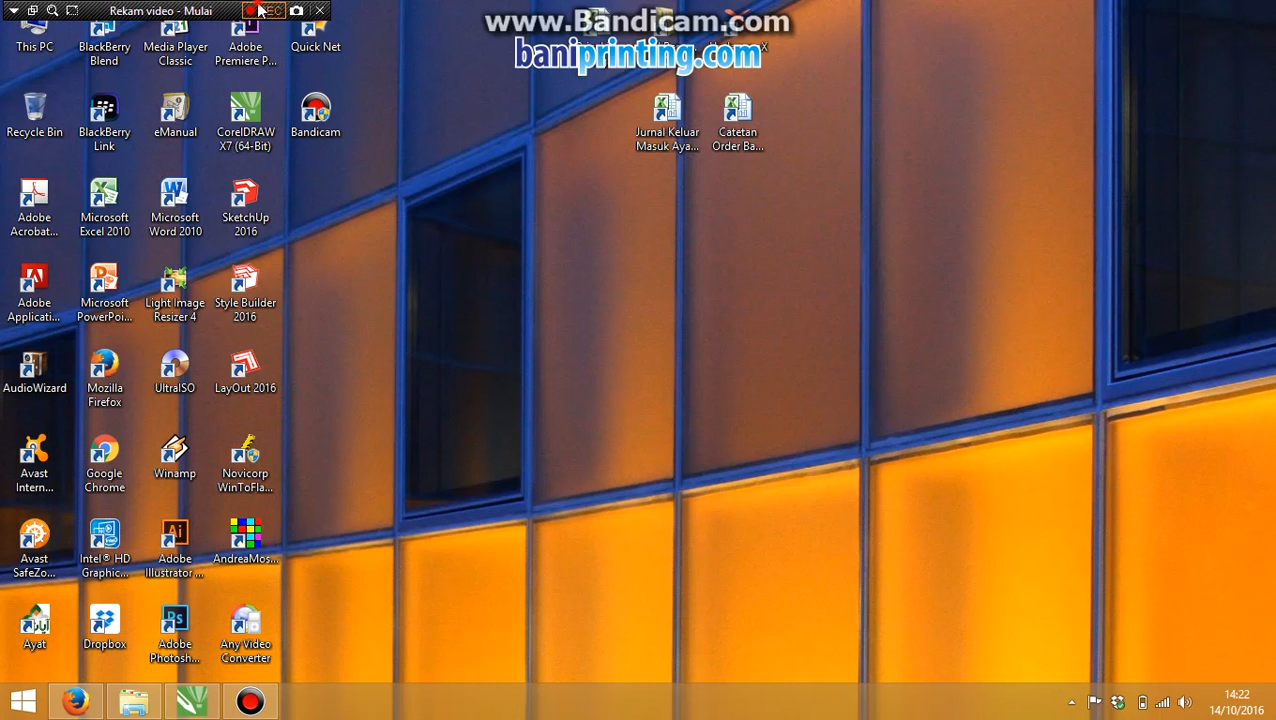 Rekam video - Mulai
REC
www.Bandicam.com
baniprinting.com
This PC
BlackBerry
Blend
Media Player
Classic
Adobe
Premiere P...
Quick Net
Recycle Bin
BlackBerry
Link
eManual
CorelDRAW
X7 (64-Bit)
Bandicam
Jurnal Keluar
Masuk Aya...
Catetan
Order Ba...
Adobe
Acrobat...
Microsoft
Excel 2010
Microsoft
Word 2010
SketchUp
2016
Adobe
Applicati...
Microsoft
PowerPoi...
Light Image
Resizer 4
Style Builder
2016
AudioWizard
Mozilla
Firefox
UltraISO
LayOut 2016
Avast
Intern...
Google
Chrome
Winamp
Novicorp
WinToFla...
Avast
SafeZo...
Intel® HD
Graphic...
Adobe
Illustrator ...
AndreaMos...
Ayat
Dropbox
Adobe
Photosh...
Any Video
Converter
14:22
14/10/2016